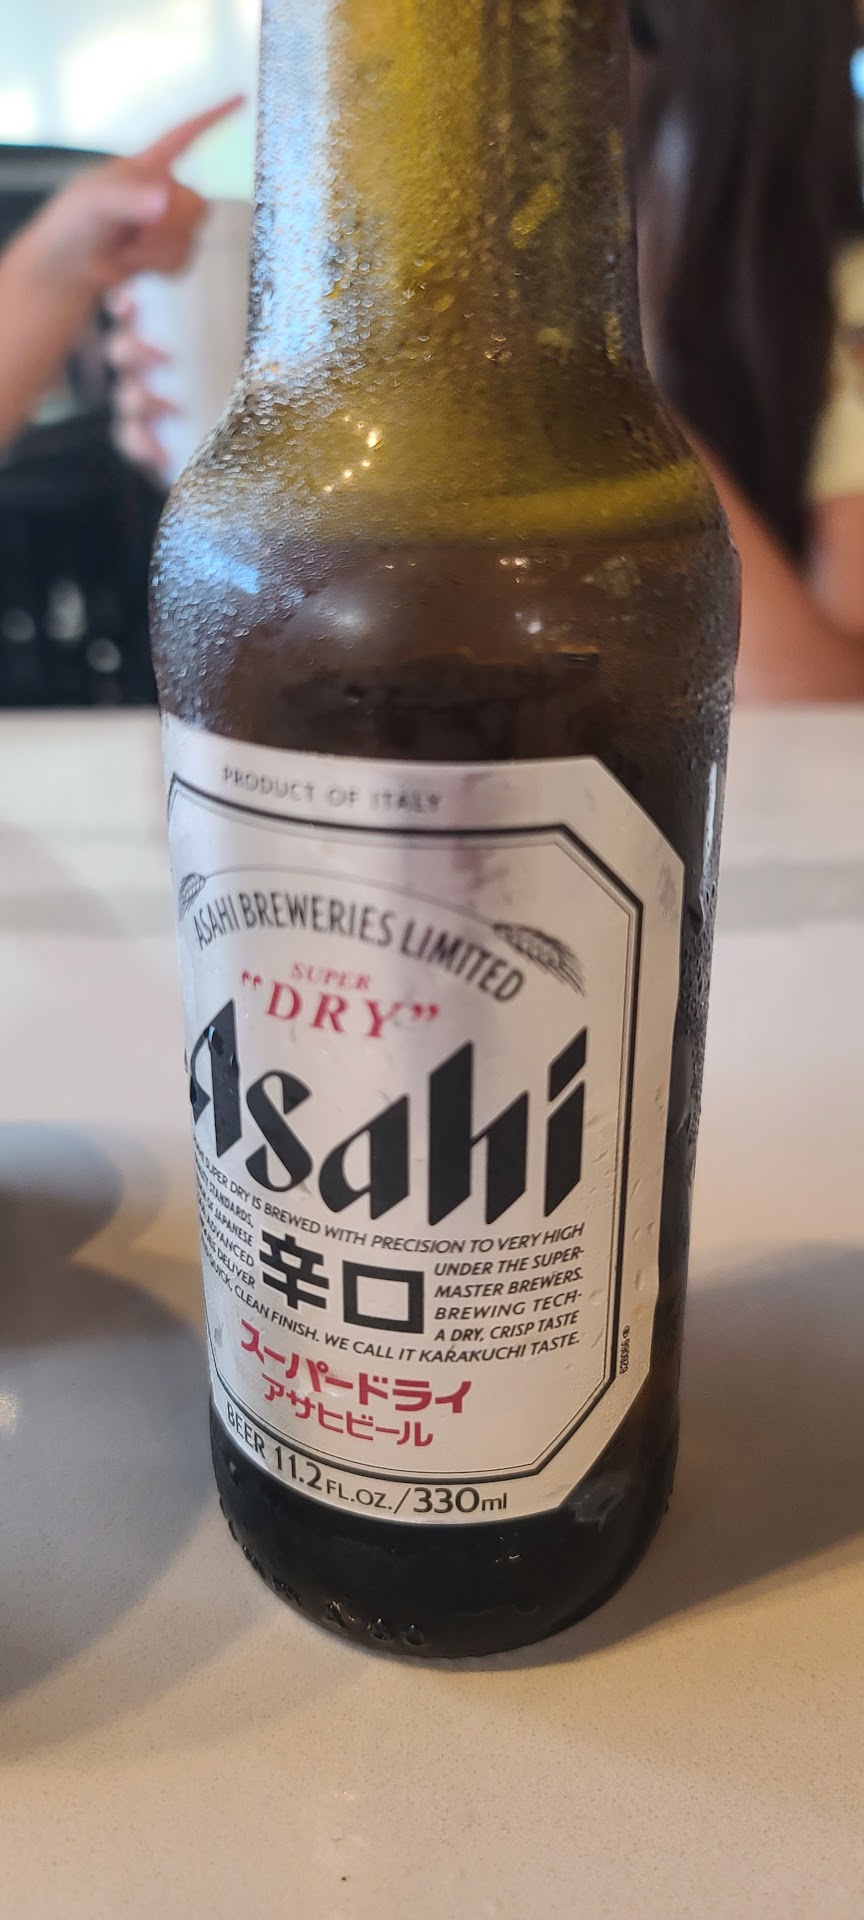 PRODUCT OF ITALY
ASAHI BREWERIES LIMITED
SUPER
"DRY"
Asahi
SUPER DRY IS BREWED WITH PRECISION TO VERY HIGH
STANDARDS, UNDER THE SUPER-
OF JAPANESE MASTER BREWERS.
ADVANCED BREWING TECH-
DELIVER A DRY, CRISP TASTE
QUICK, CLEAN FINISH. WE CALL IT KARAKUCHI TASTE.
辛口
スーパードライ
アサヒビール
BEER 11.2 FL.OZ./330ml